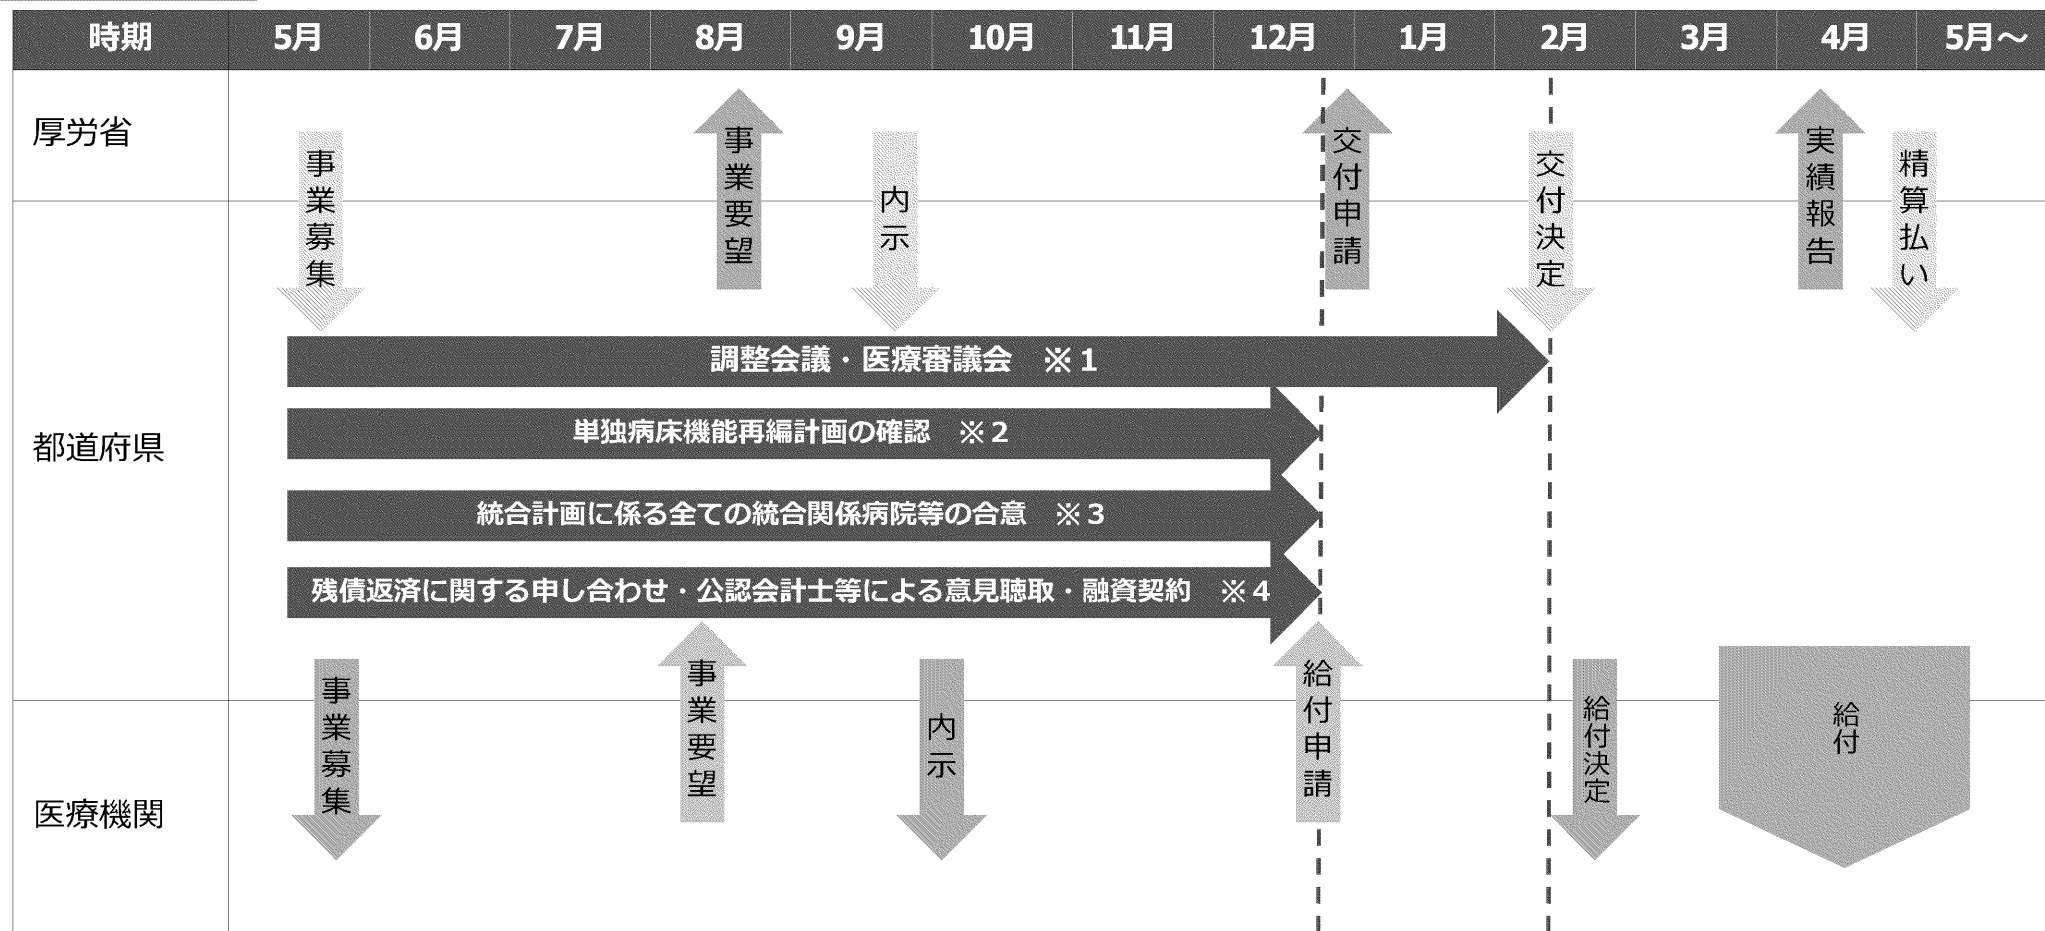 時期 5月 6月 7月 8月 9月 10月 11月 12月 1月 2月 3月 4月 5月～
厚労省
事業募集
事業要望
内示
交付申請
交付決定
実績報告
精算払い
都道府県
調整会議・医療審議会　※１
単独病床機能再編計画の確認　※２
統合計画に係る全ての統合関係病院等の合意　※３
残債返済に関する申し合わせ・公認会計士等による意見聴取・融資契約　※４
医療機関
事業募集
事業要望
内示
給付申請
給付決定
給付